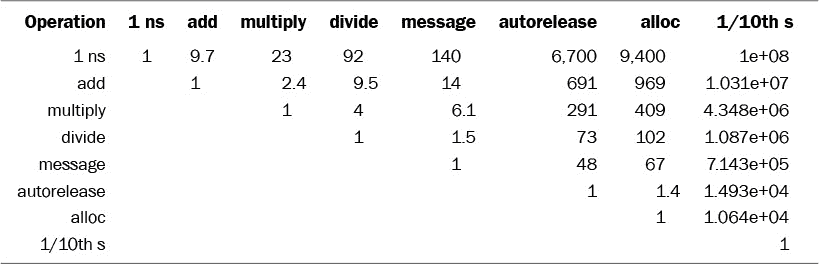 Operation 1 ns add multiply divide message autorelease alloc 1/10th s
1 ns 1 9.7 23 92 140 6,700 9,400 1e+08
add 1 2.4 9.5 14 691 969 1.031e+07
multiply 1 4 6.1 291 409 4.348e+06
divide 1 1.5 73 102 1.087e+06
message 1 48 67 7.143e+05
autorelease 1 1.4 1.493e+04
alloc 1 1.064e+04
1/10th s 1